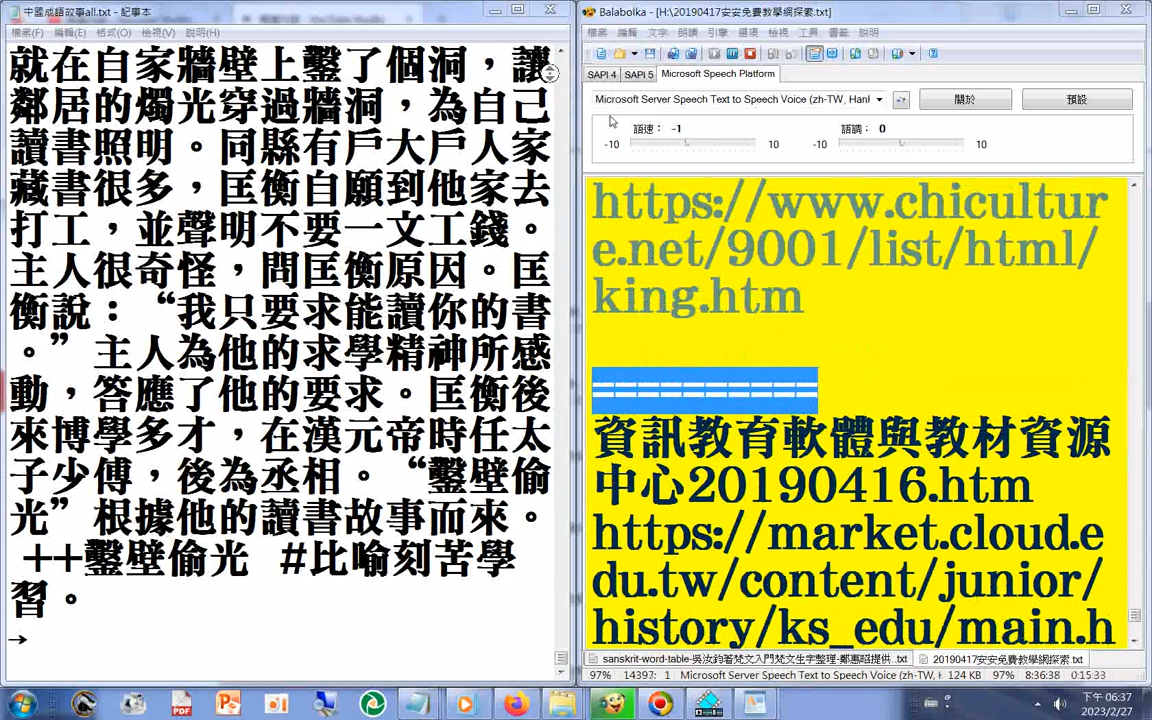 中國成語故事all.txt - 記事本
檔案(F) 編輯(E) 格式(O) 檢視(V) 說明(H)
就在自家牆壁上鑿了個洞，讓
鄰居的燭光穿過牆洞，為自己
讀書照明。同縣有戶大戶人家
藏書很多，匡衡自願到他家去
打工，並聲明不要一文工錢。
主人很奇怪，問匡衡原因。匡
衡說：“我只要求能讀你的書
。”主人為他的求學精神所感
動，答應了他的要求。匡衡後
來博學多才，在漢元帝時任太
子少傅，後為丞相。“鑿壁偷
光”根據他的讀書故事而來。
++鑿壁偷光 #比喻刻苦學
習。
→
Balabolka - [H:\20190417安安免費教學網探索.txt]
檔案 編輯 文字 朗讀 引擎 選項 檢視 工具 書籤 說明
SAPI 4 SAPI 5 Microsoft Speech Platform
Microsoft Server Speech Text to Speech Voice (zh-TW, Hanl
關於 預設
語速： -1 語調： 0
-10 10 -10 10
https://www.chicultur
e.net/9001/list/html/
king.htm
==========
資訊教育軟體與教材資源
中心20190416.htm
https://market.cloud.e
du.tw/content/junior/
history/ks_edu/main.h
sanskrit-word-table-吳汝鈞著梵文入門梵文生字整理-鄭惠昭提供..txt 20190417安安免費教學網探索.txt
97% 14397: 1 Microsoft Server Speech Text to Speech Voice (zh-TW, H 124 KB 97% 8:36:38 0:15:33
下午 06:37
2023/2/27